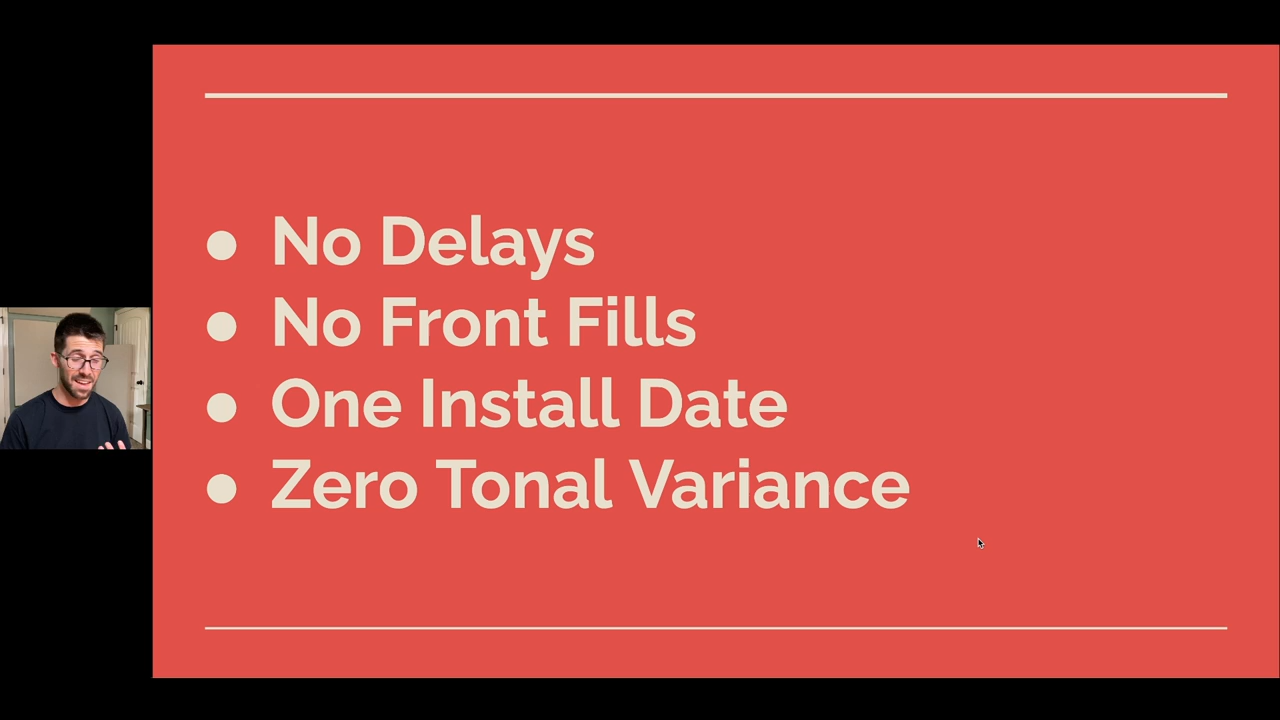 ● No Delays
● No Front Fills
● One Install Date
● Zero Tonal Variance